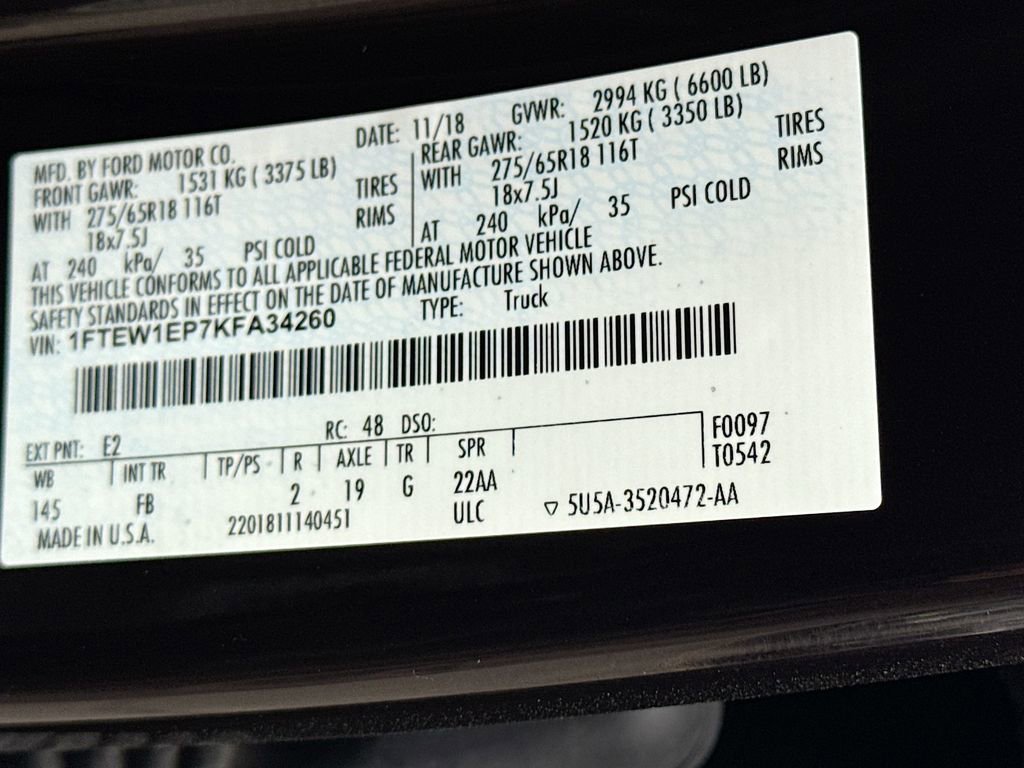 MFD. BY FORD MOTOR CO. DATE: 11/18 GVWR: 2994 KG ( 6600 LB)
FRONT GAWR: 1531 KG ( 3375 LB) REAR GAWR: 1520 KG ( 3350 LB)
WITH 275/65R18 116T TIRES WITH 275/65R18 116T TIRES
18x7.5J RIMS 18x7.5J RIMS
AT 240 kPa/ 35 PSI COLD AT 240 kPa/ 35 PSI COLD
THIS VEHICLE CONFORMS TO ALL APPLICABLE FEDERAL MOTOR VEHICLE
SAFETY STANDARDS IN EFFECT ON THE DATE OF MANUFACTURE SHOWN ABOVE.
VIN: 1FTEW1EP7KFA34260 TYPE: Truck
EXT PNT: E2 RC: 48 DSO: F0097
WB INT TR TP/PS R AXLE TR SPR T0542
145 FB 2 19 G 22AA
MADE IN U.S.A. 2201811140451 ULC ▽ 5U5A-3520472-AA